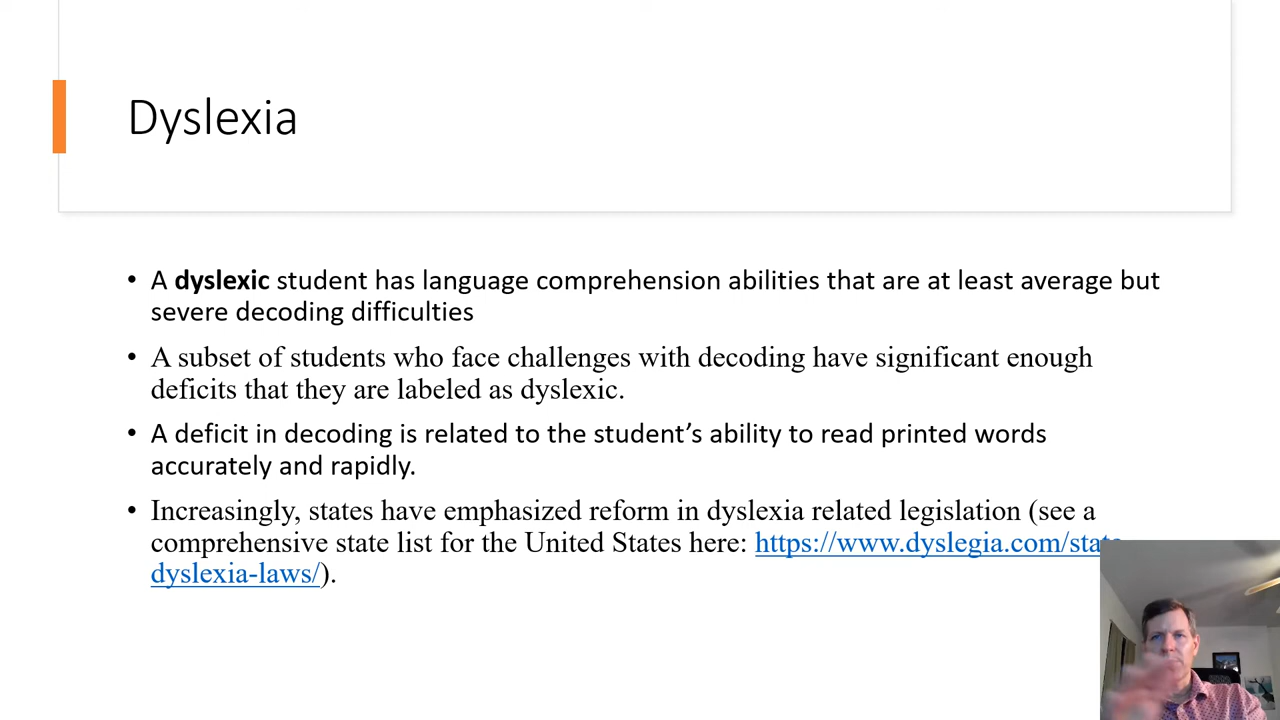 Dyslexia
• A dyslexic student has language comprehension abilities that are at least average but
severe decoding difficulties
• A subset of students who face challenges with decoding have significant enough
deficits that they are labeled as dyslexic.
• A deficit in decoding is related to the student’s ability to read printed words
accurately and rapidly.
• Increasingly, states have emphasized reform in dyslexia related legislation (see a
comprehensive state list for the United States here: https://www.dyslegia.com/state-
dyslexia-laws/).